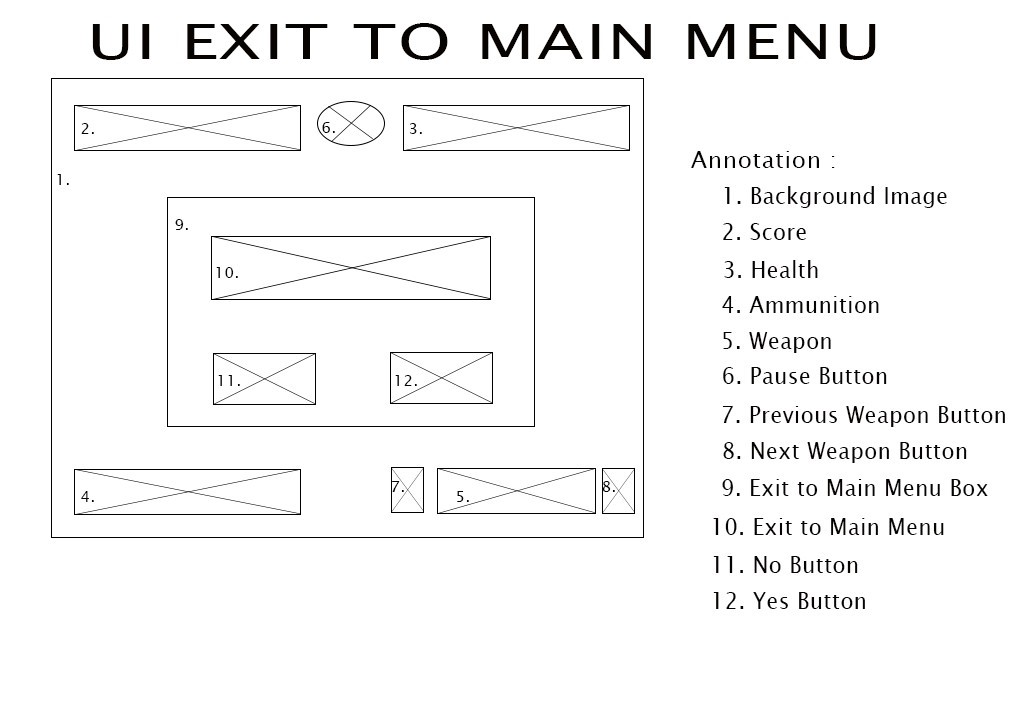 UI EXIT TO MAIN MENU
2.
6.
3.
1.
9.
10.
11.
12.
4.
7.
5.
8.
Annotation :
1. Background Image
2. Score
3. Health
4. Ammunition
5. Weapon
6. Pause Button
7. Previous Weapon Button
8. Next Weapon Button
9. Exit to Main Menu Box
10. Exit to Main Menu
11. No Button
12. Yes Button